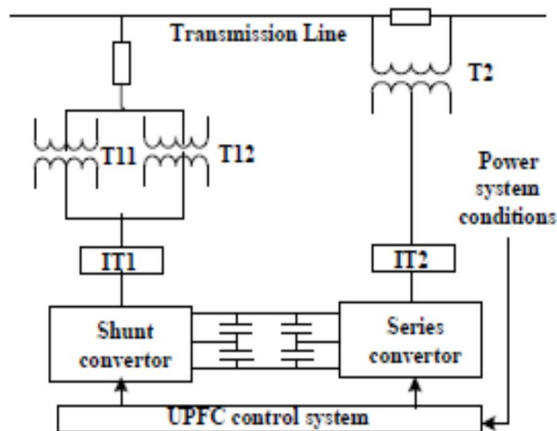 Transmission Line
T2
T11
T12
Power
system
conditions
IT1
IT2
Shunt
convertor
Series
convertor
UPFC control system